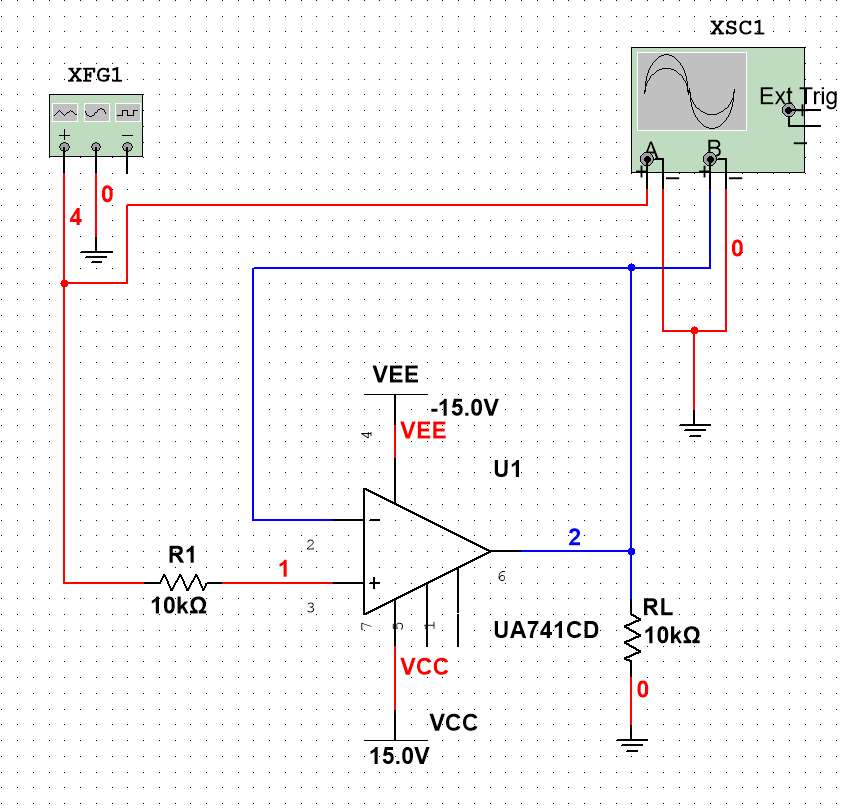 XSC1
XFG1
Ext Trig
+
+
−
A
B
+
−
+
−
4
0
0
VEE
-15.0V
4
VEE
U1
−
2
2
R1
1
+
6
10kΩ
3
RL
7
5
1
UA741CD
10kΩ
VCC
0
VCC
15.0V